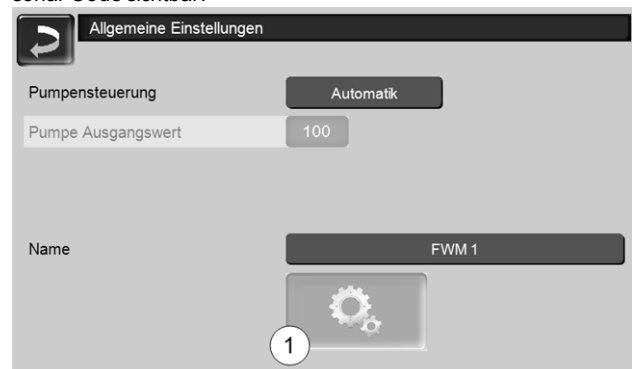 Allgemeine Einstellungen
Pumpensteuerung Automatik
Pumpe Ausgangswert 100
Name FWM 1
1